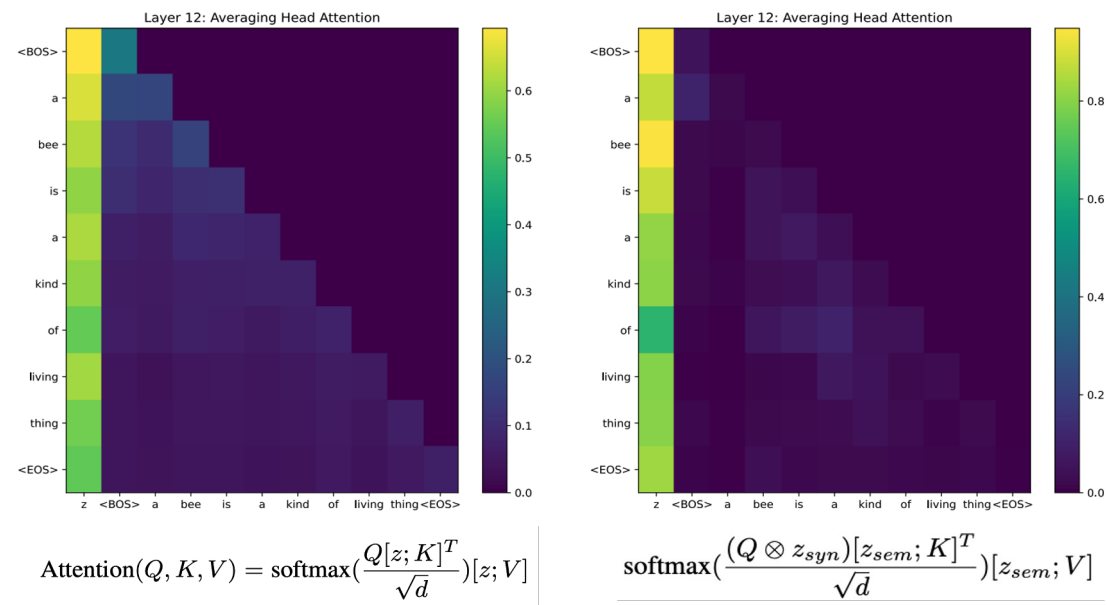 Layer 12: Averaging Head Attention
<BOS>
a
bee
is
a
kind
of
living
thing
<EOS>
z <BOS> a bee is a kind of living thing <EOS>
0.6
0.5
0.4
0.3
0.2
0.1
0.0
Attention(Q, K, V) = softmax(Q[z; K]^T / √d)[z; V]
Layer 12: Averaging Head Attention
<BOS>
a
bee
is
a
kind
of
living
thing
<EOS>
z <BOS> a bee is a kind of living thing <EOS>
0.8
0.6
0.4
0.2
0.0
softmax((Q ⊗ z_syn)[z_sem; K]^T / √d)[z_sem; V]